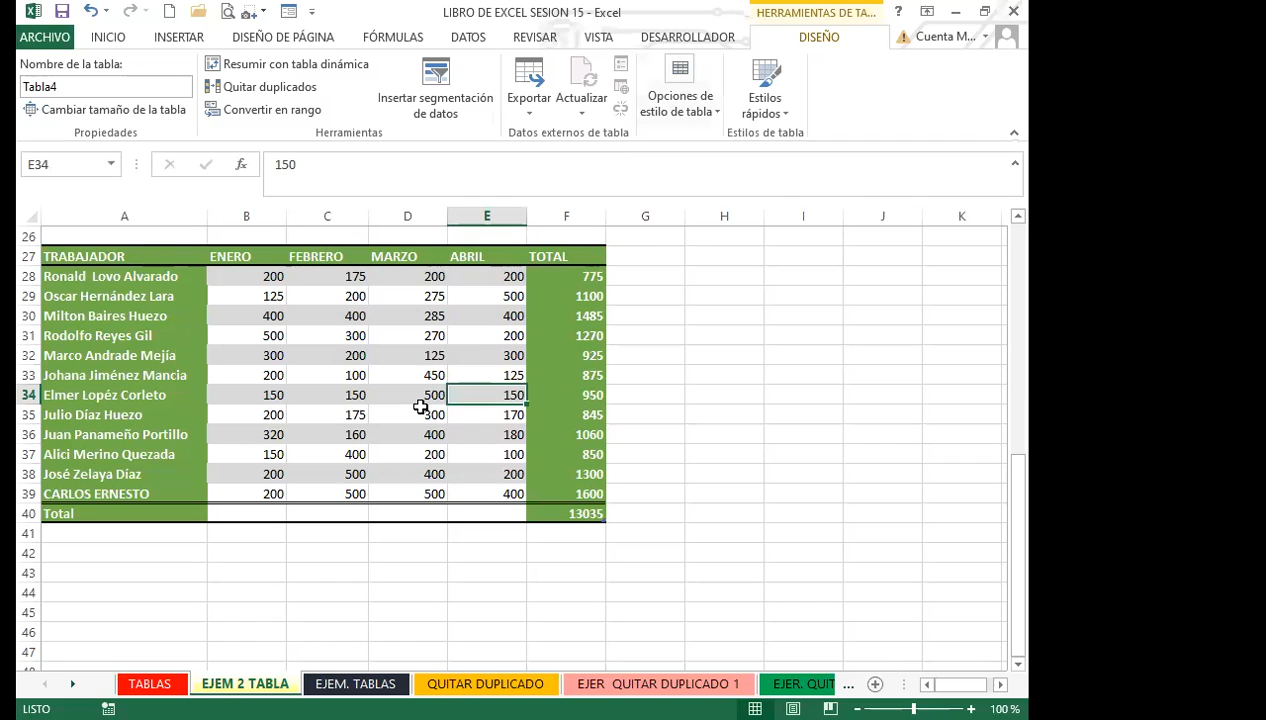 LIBRO DE EXCEL SESION 15 - Excel
HERRAMIENTAS DE TA...
ARCHIVO INICIO INSERTAR DISEÑO DE PÁGINA FÓRMULAS DATOS REVISAR VISTA DESARROLLADOR DISEÑO Cuenta M...
Nombre de la tabla:
Tabla4
Cambiar tamaño de la tabla
Propiedades
Resumir con tabla dinámica
Quitar duplicados
Convertir en rango
Insertar segmentación
de datos
Herramientas
Exportar Actualizar
Datos externos de tabla
Opciones de
estilo de tabla
Estilos
rápidos
Estilos de tabla
E34 fx 150
A B C D E F G H I J K
26
27 TRABAJADOR ENERO FEBRERO MARZO ABRIL TOTAL
28 Ronald Lovo Alvarado 200 175 200 200 775
29 Oscar Hernández Lara 125 200 275 500 1100
30 Milton Baires Huezo 400 400 285 400 1485
31 Rodolfo Reyes Gil 500 300 270 200 1270
32 Marco Andrade Mejía 300 200 125 300 925
33 Johana Jiménez Mancia 200 100 450 125 875
34 Elmer Lopéz Corleto 150 150 500 150 950
35 Julio Díaz Huezo 200 175 300 170 845
36 Juan Panameño Portillo 320 160 400 180 1060
37 Alici Merino Quezada 150 400 200 100 850
38 José Zelaya Díaz 200 500 400 200 1300
39 CARLOS ERNESTO 200 500 500 400 1600
40 Total 13035
41
42
43
44
45
46
47
TABLAS EJEM 2 TABLA EJEM. TABLAS QUITAR DUPLICADO EJER QUITAR DUPLICADO 1 EJER. QUIT ...
LISTO 100 %